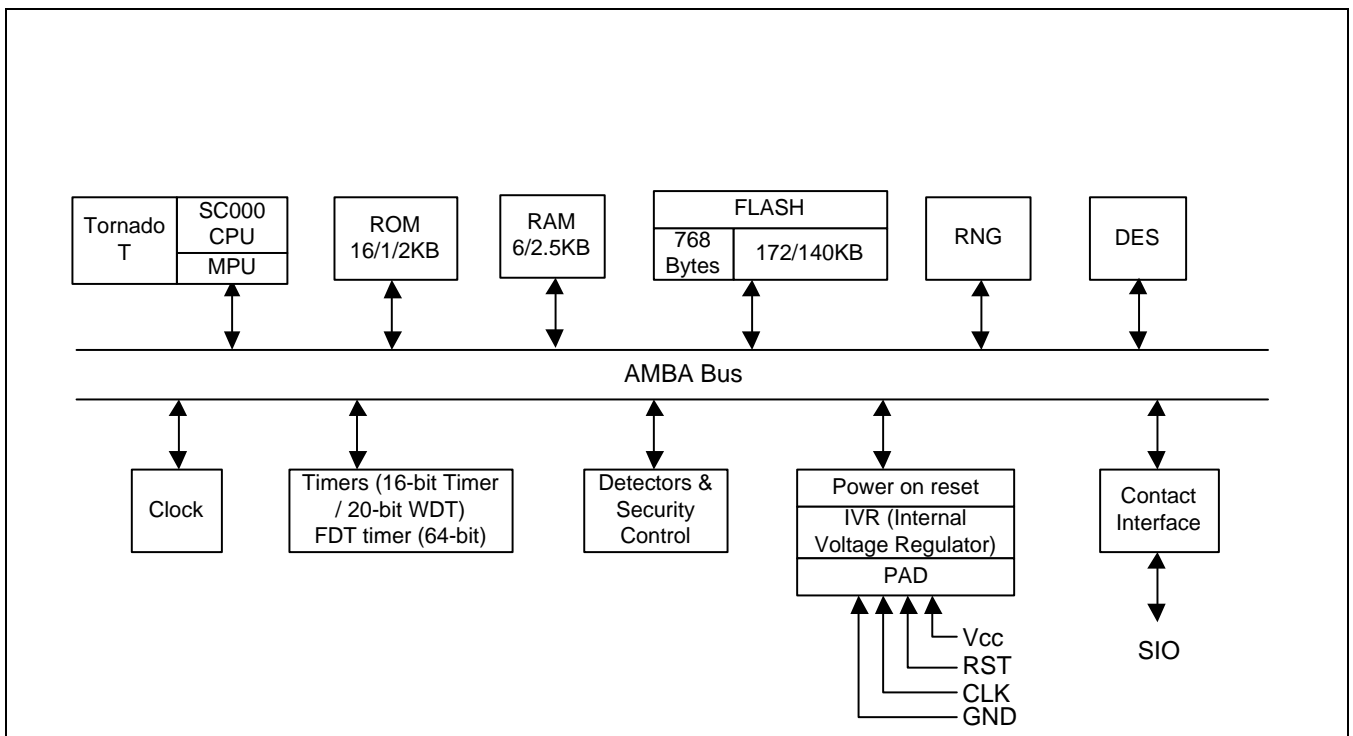 Tornado
T
SC000
CPU
MPU
ROM
16/1/2KB
RAM
6/2.5KB
FLASH
768
Bytes
172/140KB
RNG
DES
AMBA Bus
Clock
Timers (16-bit Timer
/ 20-bit WDT)
FDT timer (64-bit)
Detectors &
Security
Control
Power on reset
IVR (Internal
Voltage Regulator)
PAD
Contact
Interface
Vcc
RST
CLK
GND
SIO